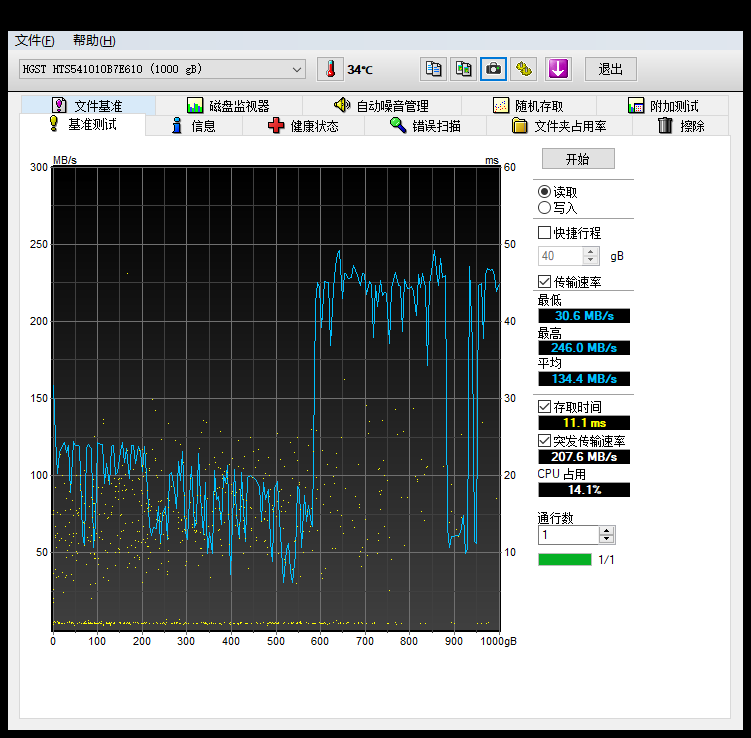 文件(F) 帮助(H)
HGST HTS541010B7E610 (1000 gB) 34°C 退出
文件基准 磁盘监视器 自动噪音管理 随机存取 附加测试
基准测试 信息 健康状态 错误扫描 文件夹占用率 擦除
MB/s ms
300 60
250 50
200 40
150 30
100 20
50 10
0 100 200 300 400 500 600 700 800 900 1000gB
开始
读取
写入
快捷行程
40 gB
传输速率
最低
30.6 MB/s
最高
246.0 MB/s
平均
134.4 MB/s
存取时间
11.1 ms
突发传输速率
207.6 MB/s
CPU 占用
14.1%
通行数
1
1/1